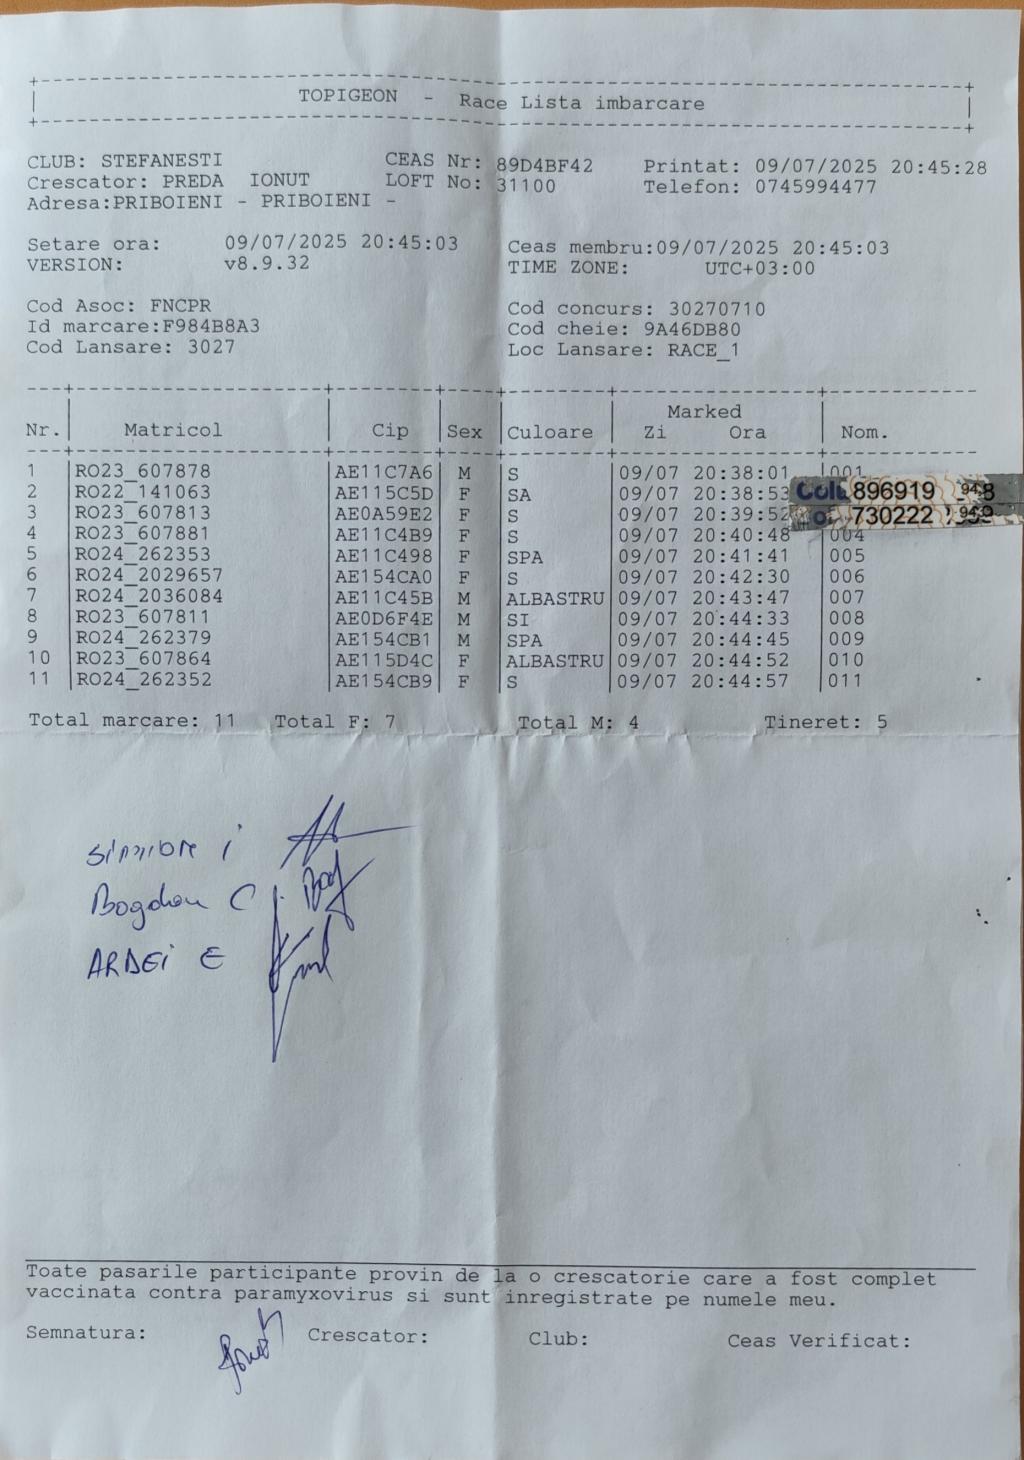 TOPIGEON - Race Lista imbarcare
CLUB: STEFANESTI CEAS Nr: 89D4BF42 Printat: 09/07/2025 20:45:28
Crescator: PREDA IONUT LOFT No: 31100 Telefon: 0745994477
Adresa:PRIBOIENI - PRIBOIENI -
Setare ora: 09/07/2025 20:45:03 Ceas membru:09/07/2025 20:45:03
VERSION: v8.9.32 TIME ZONE: UTC+03:00
Cod Asoc: FNCPR Cod concurs: 30270710
Id marcare:F984B8A3 Cod cheie: 9A46DB80
Cod Lansare: 3027 Loc Lansare: RACE_1
Marked
Nr. Matricol Cip Sex Culoare Zi Ora Nom.
1 RO23_607878 AE11C7A6 M S 09/07 20:38:01 001
2 RO22_141063 AE115C5D F SA 09/07 20:38:53 896919
3 RO23_607813 AE0A59E2 F S 09/07 20:39:52 730222
4 RO23_607881 AE11C4B9 F S 09/07 20:40:48 004
5 RO24_262353 AE11C498 F SPA 09/07 20:41:41 005
6 RO24_2029657 AE154CA0 F S 09/07 20:42:30 006
7 RO24_2036084 AE11C45B M ALBASTRU 09/07 20:43:47 007
8 RO23_607811 AE0D6F4E M SI 09/07 20:44:33 008
9 RO24_262379 AE154CB1 M SPA 09/07 20:44:45 009
10 RO23_607864 AE115D4C F ALBASTRU 09/07 20:44:52 010
11 RO24_262352 AE154CB9 F S 09/07 20:44:57 011
Total marcare: 11 Total F: 7 Total M: 4 Tineret: 5
i
Bogdan C
ARDEI E
Toate pasarile participante provin de la o crescatorie care a fost complet
vaccinata contra paramyxovirus si sunt inregistrate pe numele meu.
Semnatura: Crescator: Club: Ceas Verificat: